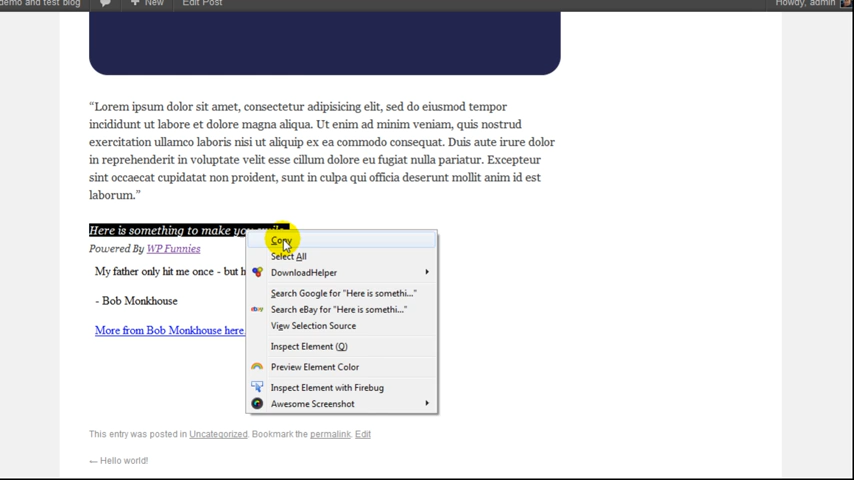 demo and test blog New Edit Post Howdy, admin
“Lorem ipsum dolor sit amet, consectetur adipisicing elit, sed do eiusmod tempor
incididunt ut labore et dolore magna aliqua. Ut enim ad minim veniam, quis nostrud
exercitation ullamco laboris nisi ut aliquip ex ea commodo consequat. Duis aute irure dolor
in reprehenderit in voluptate velit esse cillum dolore eu fugiat nulla pariatur. Excepteur
sint occaecat cupidatat non proident, sunt in culpa qui officia deserunt mollit anim id est
laborum.”
Here is something to make you smile
Powered By WP Funnies
My father only hit me once - but h
- Bob Monkhouse
More from Bob Monkhouse here.
Copy
Select All
DownloadHelper
Search Google for "Here is somethi..."
Search eBay for "Here is somethi..."
View Selection Source
Inspect Element (Q)
Preview Element Color
Inspect Element with Firebug
Awesome Screenshot
This entry was posted in Uncategorized. Bookmark the permalink. Edit
← Hello world!